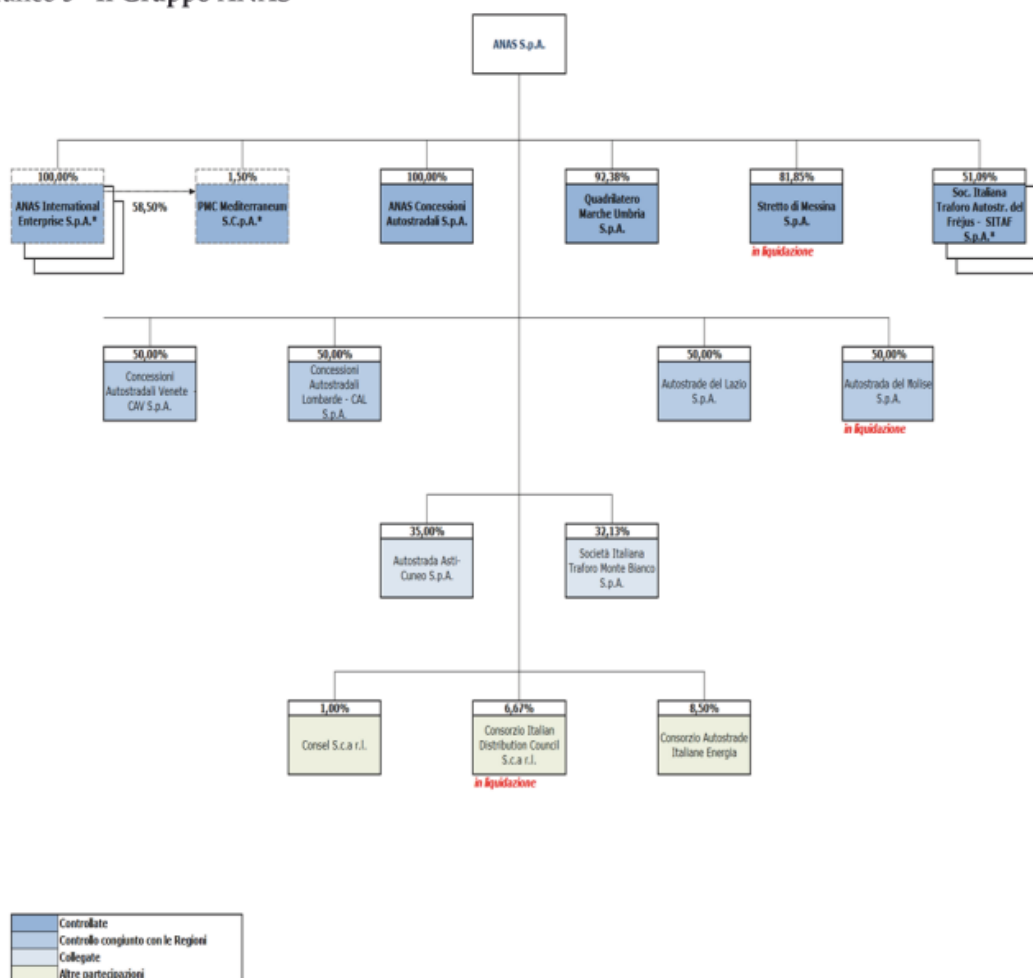 Il Gruppo ANAS
ANAS S.p.A.
100,00%
ANAS International
Enterprise S.p.A.*
58,50%
1,50%
PMC Mediterraneum
S.C.p.A.*
100,00%
ANAS Concessioni
Autostradali S.p.A.
92,38%
Quadrilatero
Marche Umbria
S.p.A.
81,85%
Stretto di Messina
S.p.A.
in liquidazione
51,09%
Soc. Italiana
Traforo Autostr. del
Fréjus - SITAF
S.p.A.*
50,00%
Concessioni
Autostradali Venete -
CAV S.p.A.
50,00%
Concessioni
Autostradali
Lombarde - CAL
S.p.A.
50,00%
Autostrade del Lazio
S.p.A.
50,00%
Autostrada del Molise
S.p.A.
in liquidazione
35,00%
Autostrada Asti-
Cuneo S.p.A.
32,13%
Società Italiana
Traforo Monte Bianco
S.p.A.
1,00%
Consel S.c.a r.l.
6,67%
Consorzio Italian
Distribution Council
S.c.a r.l.
in liquidazione
8,50%
Consorzio Autostrade
Italiane Energia
Controllate
Controllo congiunto con le Regioni
Collegate
Altre partecipazioni